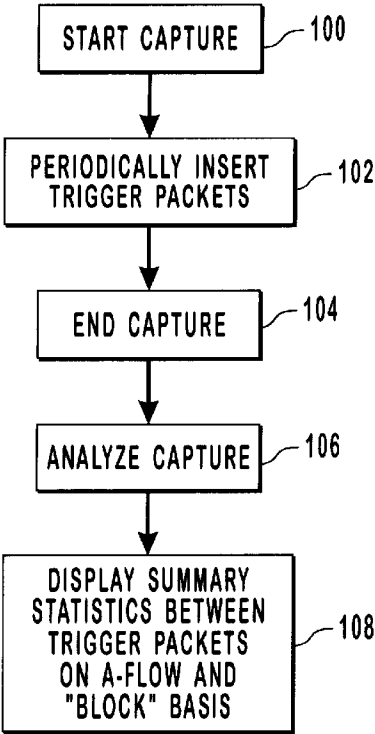 START CAPTURE
100
PERIODICALLY INSERT
TRIGGER PACKETS
102
END CAPTURE
104
ANALYZE CAPTURE
106
DISPLAY SUMMARY
STATISTICS BETWEEN
TRIGGER PACKETS
ON A-FLOW AND
"BLOCK" BASIS
108